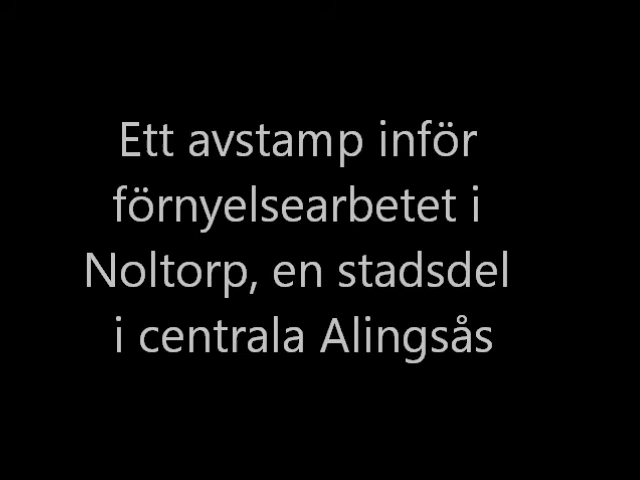 Ett avstamp inför
förnyelsearbetet i
Noltorp, en stadsdel
i centrala Alingsås